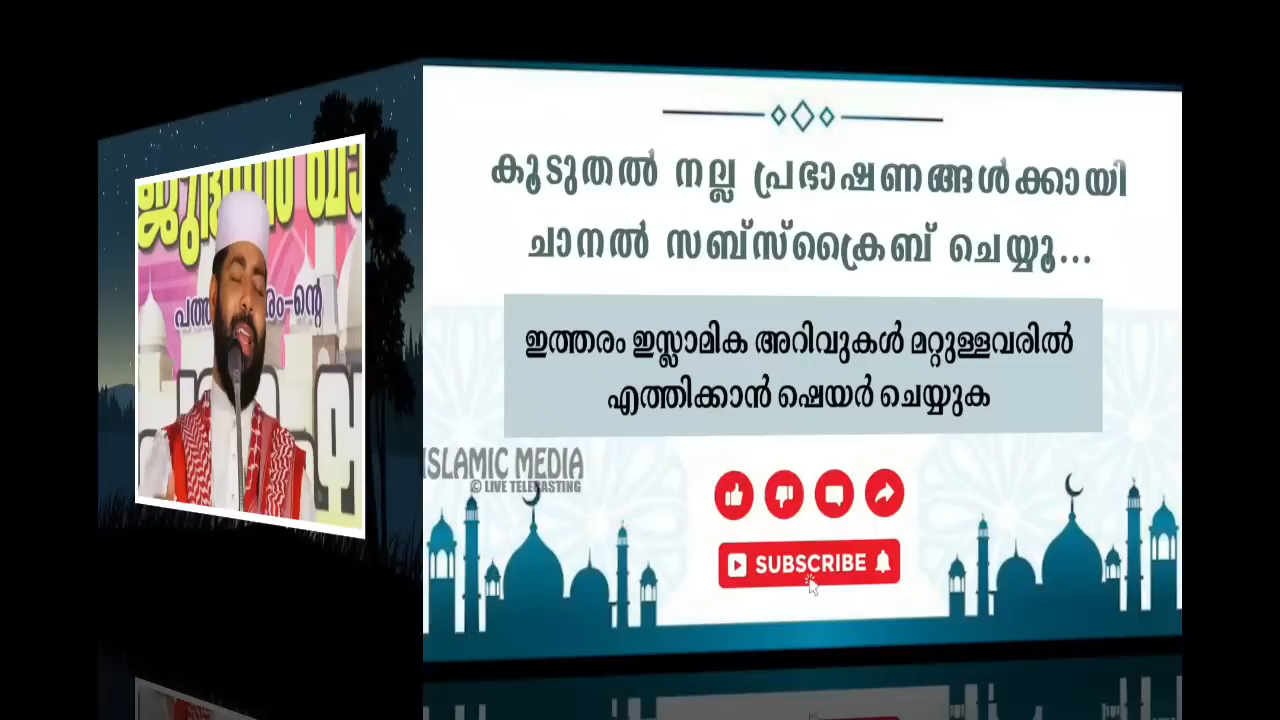 കൂടുതൽ നല്ല പ്രഭാഷണങ്ങൾക്കായി
ചാനൽ സബ്സ്ക്രൈബ് ചെയ്യൂ...
ഇത്തരം ഇസ്ലാമിക അറിവുകൾ മറ്റുള്ളവരിൽ
എത്തിക്കാൻ ഷെയർ ചെയ്യുക
ISLAMIC MEDIA
© LIVE TELECASTING
SUBSCRIBE